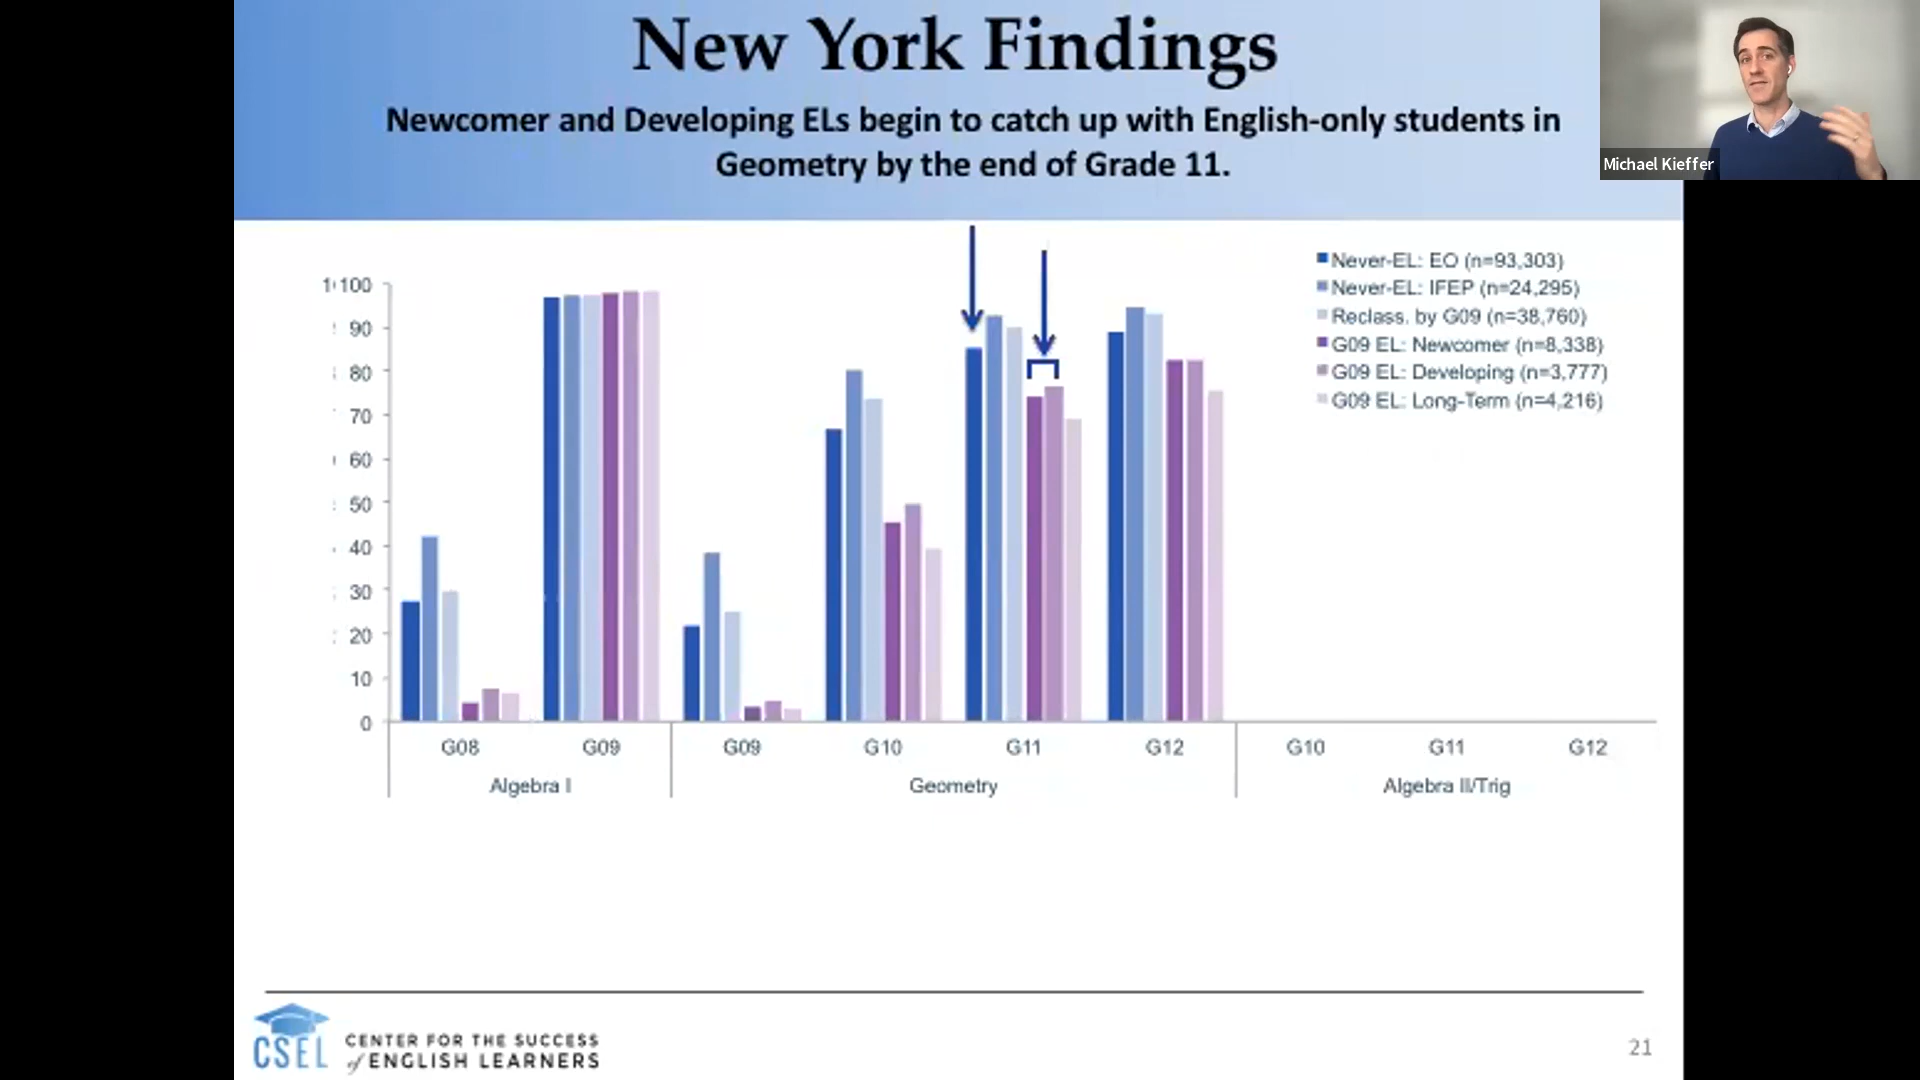 New York Findings
Newcomer and Developing ELs begin to catch up with English-only students in
Geometry by the end of Grade 11.
Michael Kieffer
Never-EL: EO (n=93,303)
Never-EL: IFEP (n=24,295)
Reclass. by G09 (n=38,760)
G09 EL: Newcomer (n=8,338)
G09 EL: Developing (n=3,777)
G09 EL: Long-Term (n=4,216)
100
90
80
70
60
50
40
30
20
10
0
G08 G09 G09 G10 G11 G12 G10 G11 G12
Algebra I Geometry Algebra II/Trig
CSEL
CENTER FOR THE SUCCESS
of ENGLISH LEARNERS
21